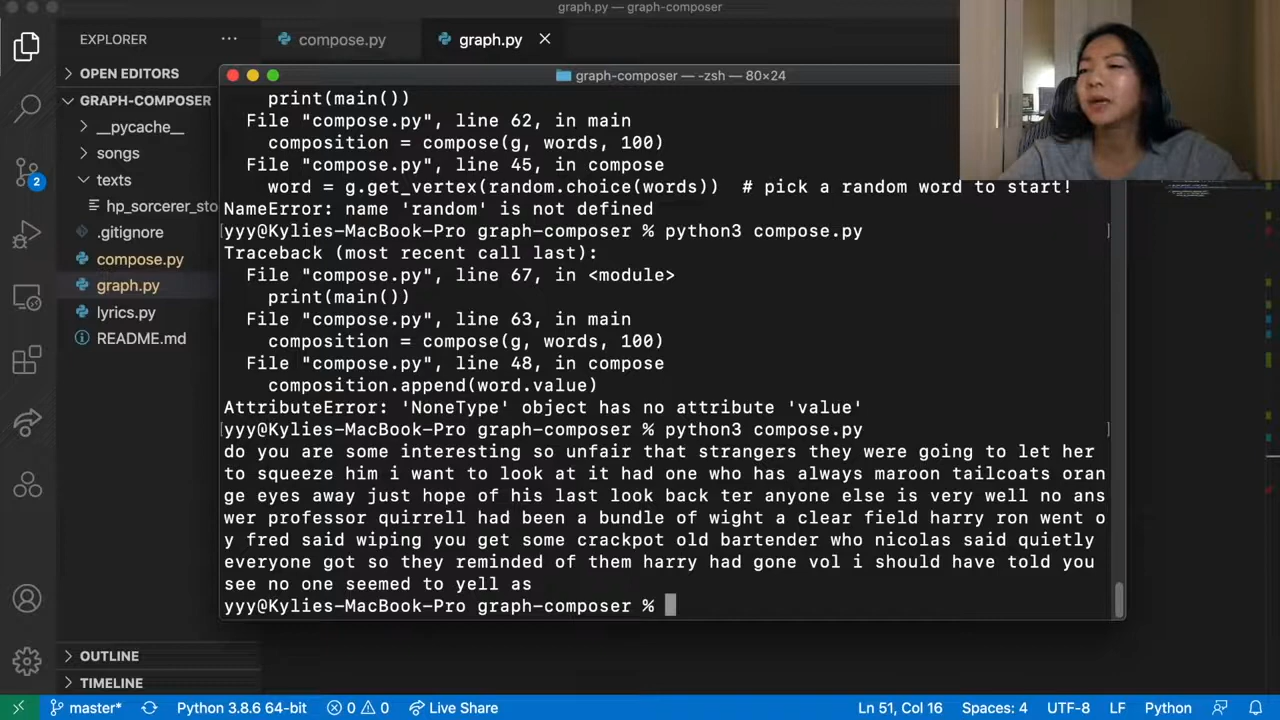 graph.py — graph-composer
EXPLORER
compose.py
graph.py
OPEN EDITORS
GRAPH-COMPOSER
__pycache__
songs
texts
hp_sorcerer_sto
.gitignore
compose.py
graph.py
lyrics.py
README.md
OUTLINE
TIMELINE
2
graph-composer — -zsh — 80×24
print(main())
File "compose.py", line 62, in main
composition = compose(g, words, 100)
File "compose.py", line 45, in compose
word = g.get_vertex(random.choice(words))  # pick a random word to start!
NameError: name 'random' is not defined
yyy@Kylies-MacBook-Pro graph-composer % python3 compose.py
Traceback (most recent call last):
File "compose.py", line 67, in <module>
print(main())
File "compose.py", line 63, in main
composition = compose(g, words, 100)
File "compose.py", line 48, in compose
composition.append(word.value)
AttributeError: 'NoneType' object has no attribute 'value'
yyy@Kylies-MacBook-Pro graph-composer % python3 compose.py
do you are some interesting so unfair that strangers they were going to let her
to squeeze him i want to look at it had one who has always maroon tailcoats oran
ge eyes away just hope of his last look back ter anyone else is very well no ans
wer professor quirrell had been a bundle of wight a clear field harry ron went o
y fred said wiping you get some crackpot old bartender who nicolas said quietly
everyone got so they reminded of them harry had gone vol i should have told you
see no one seemed to yell as
yyy@Kylies-MacBook-Pro graph-composer %
master*
Python 3.8.6 64-bit
0
0
Live Share
Ln 51, Col 16
Spaces: 4
UTF-8
LF
Python